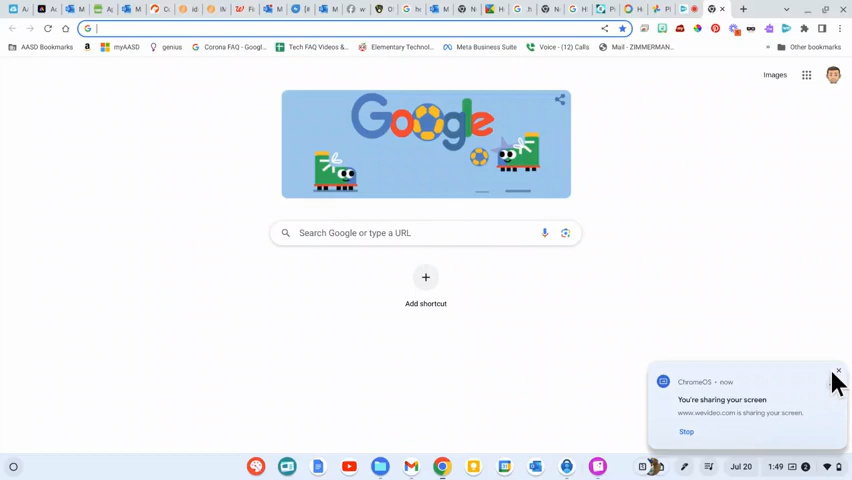 AASD Bookmarks
myAASD
genius
Corona FAQ - Googl...
Tech FAQ Videos &...
Elementary Technol...
Meta Business Suite
Voice - (12) Calls
Mail - ZIMMERMAN...
»
Other bookmarks
Images
Google
Search Google or type a URL
Add shortcut
ChromeOS • now
You're sharing your screen
www.wevideo.com is sharing your screen.
Stop
Jul 20
1:49
2